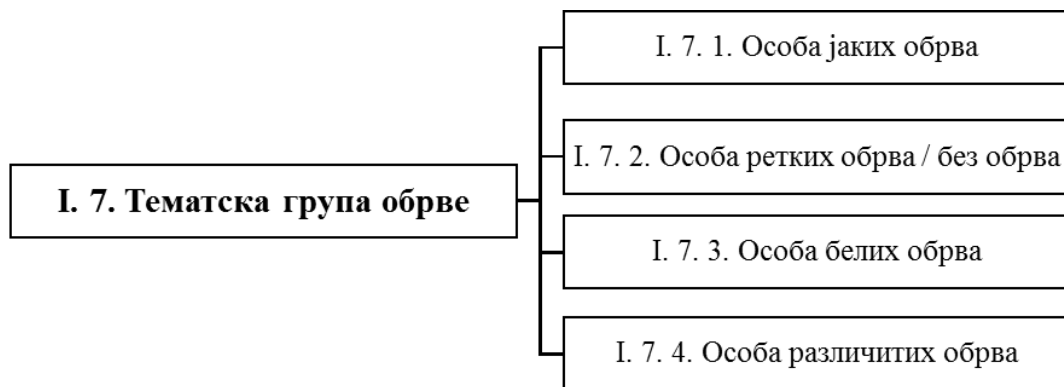 I. 7. Тематска група обрве
I. 7. 1. Особа јаких обрва
I. 7. 2. Особа ретких обрва / без обрва
I. 7. 3. Особа белих обрва
I. 7. 4. Особа различитих обрва